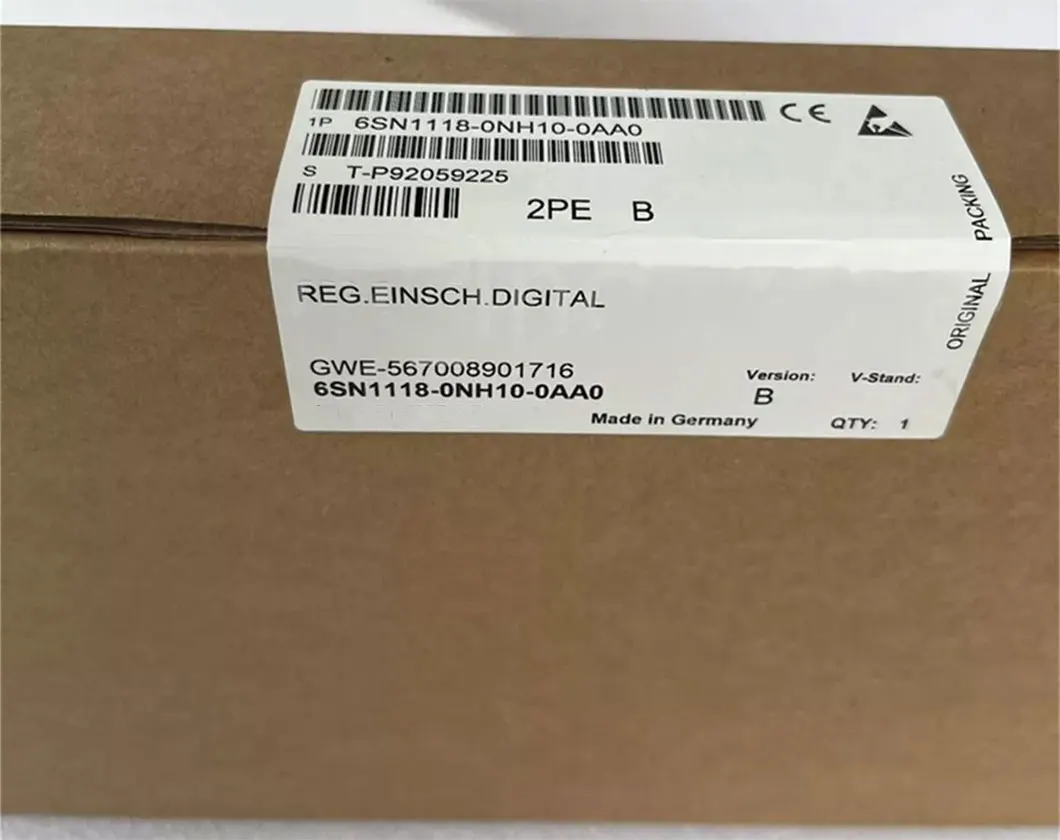 CE
1P 6SN1118-0NH10-0AA0
S T-P92059225
2PE B
REG.EINSCH.DIGITAL
GWE-567008901716
6SN1118-0NH10-0AA0
Version: V-Stand:
B
Made in Germany QTY: 1
ORIGINAL PACKING